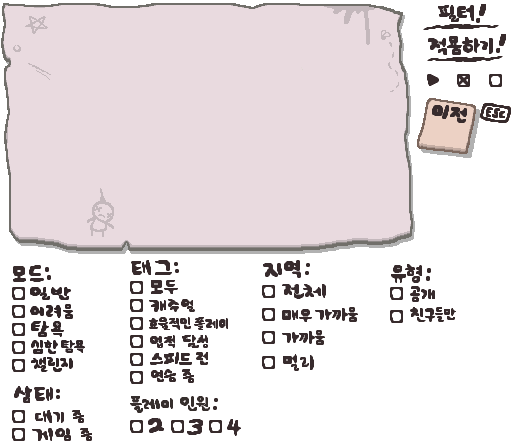 필터!
적몽하기!
이전
ESC
모드:
일반
어려움
탐욕
심한 탐욕
챌린지
상태:
대기 중
게임 중
태그:
모두
캐주얼
효율적인 플레이
업적 달성
스피드 런
연승 중
플레이 인원:
2 3 4
지역:
전체
매우 가까움
가까움
멀리
유형:
공개
친구들만